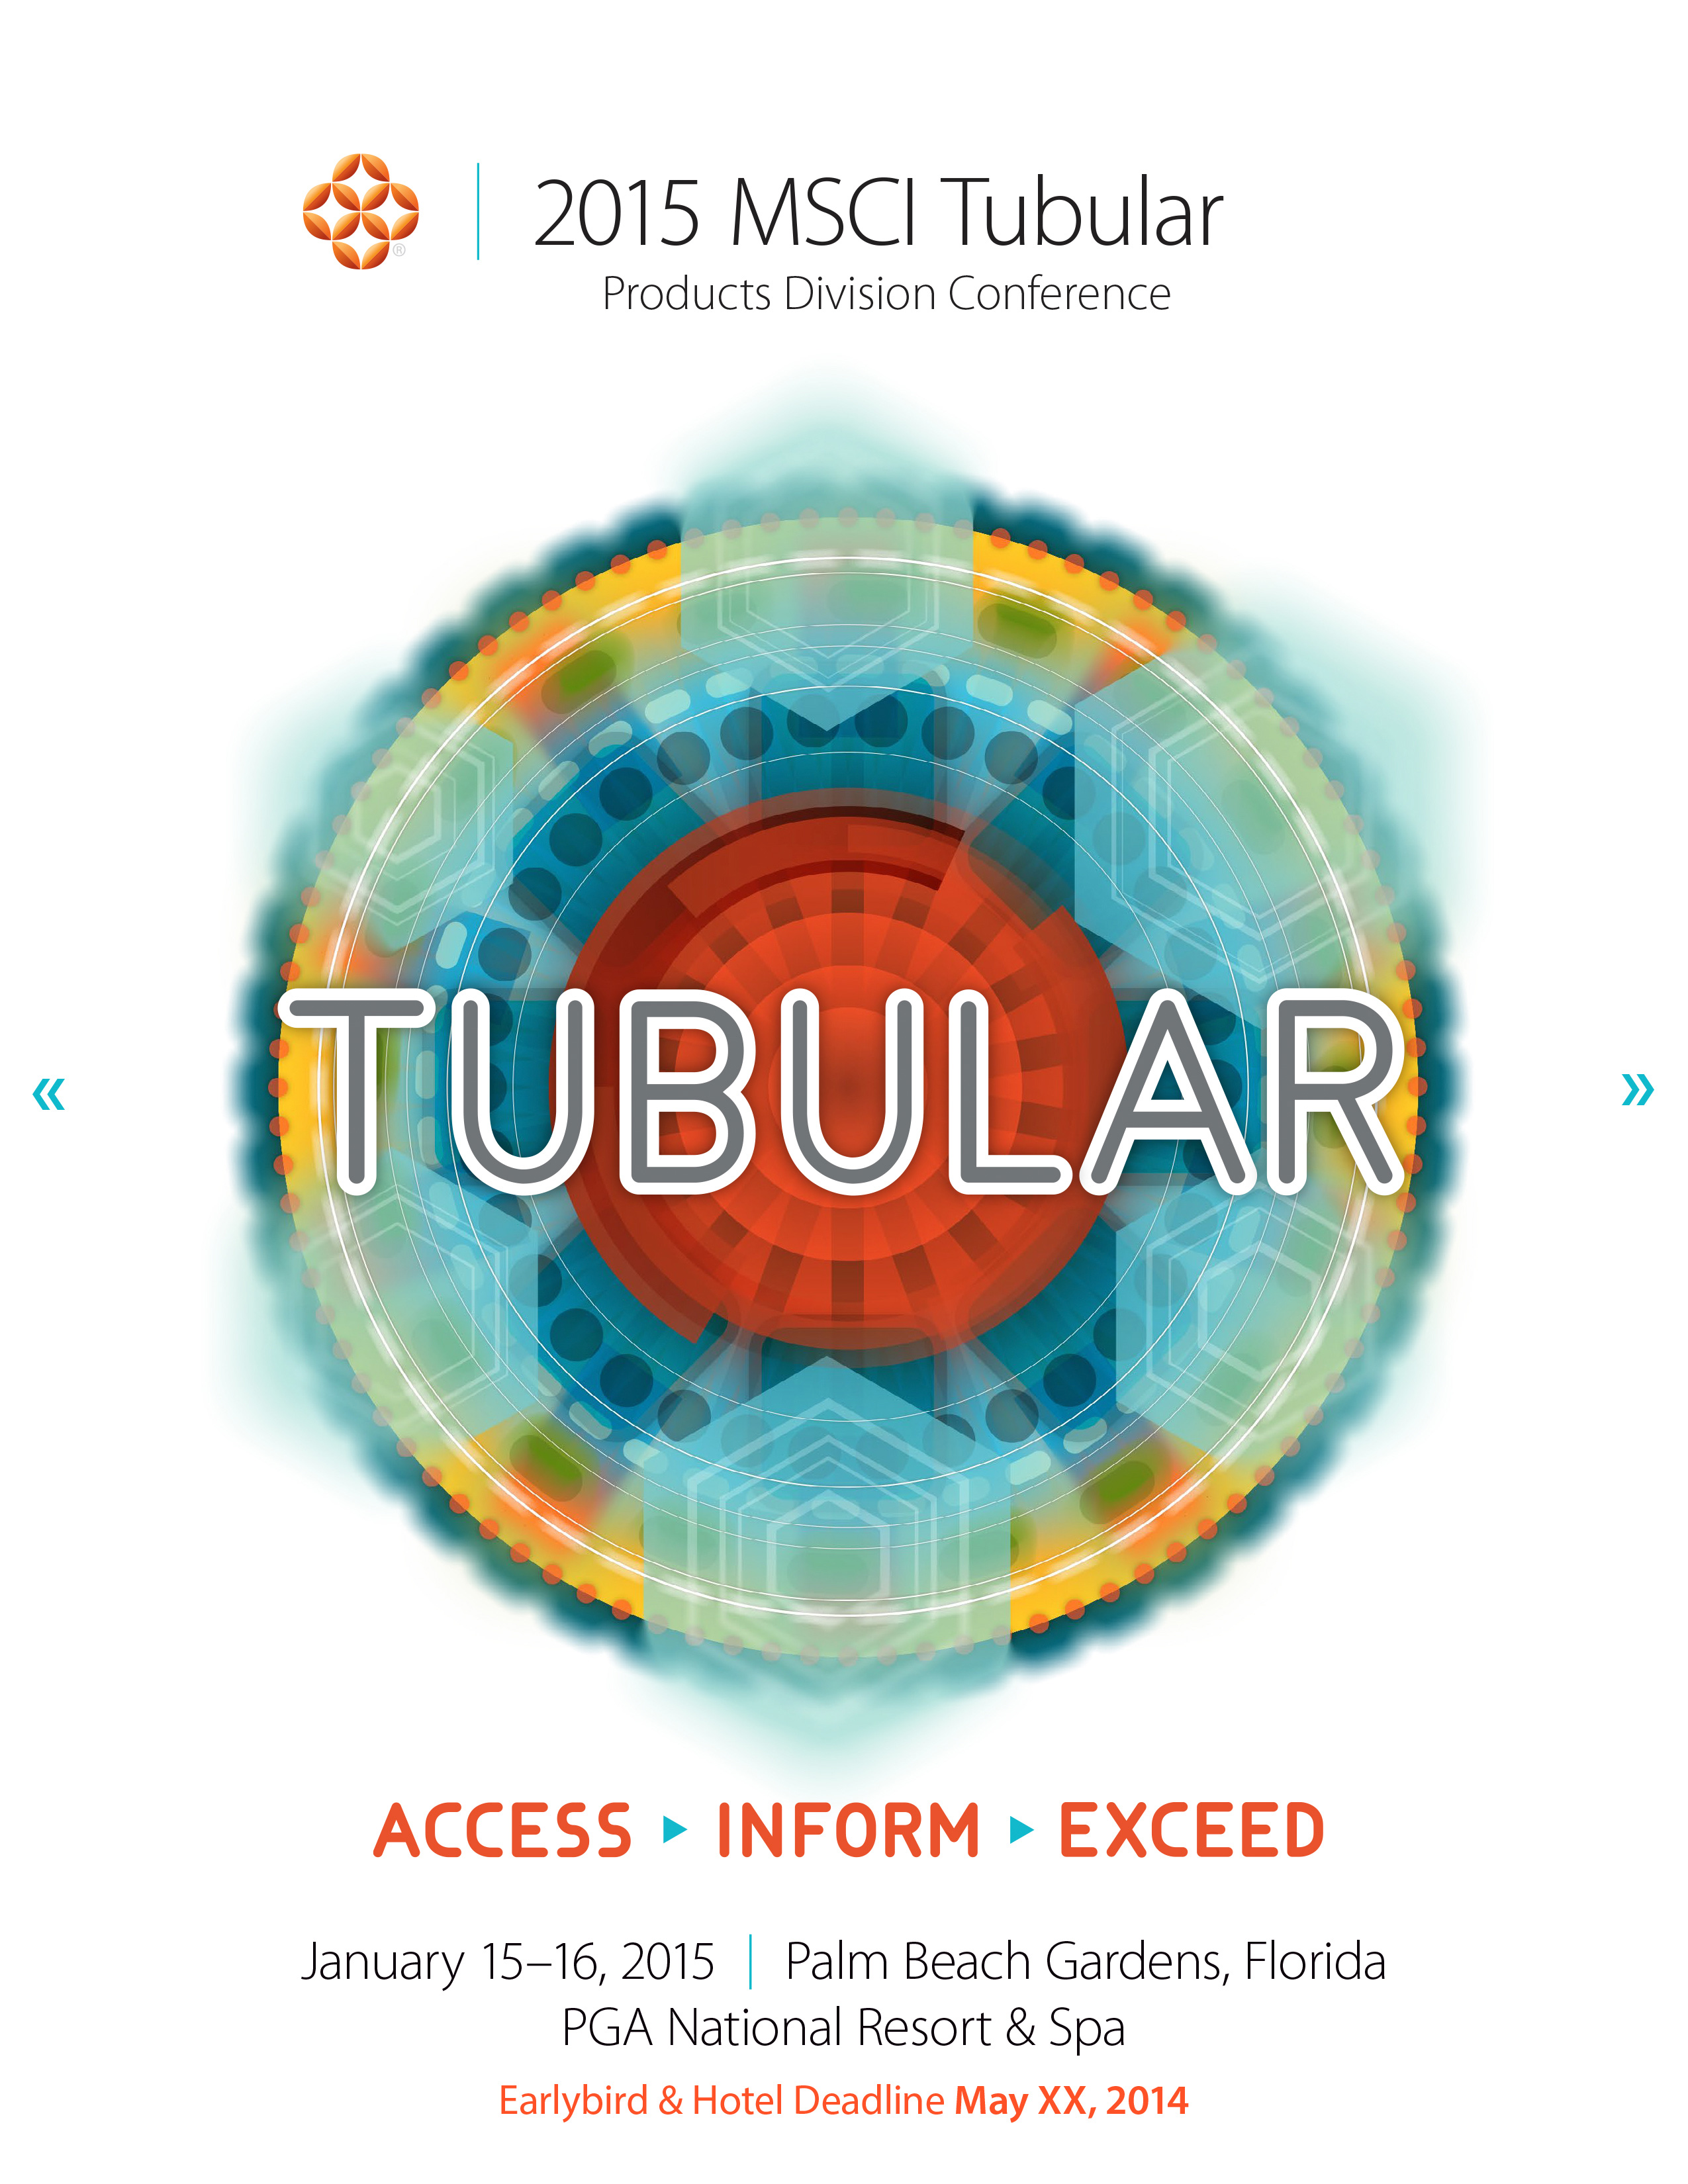 ®
2015 MSCI Tubular
Products Division Conference
« TUBULAR »
ACCESS ▸ INFORM ▸ EXCEED
January 15–16, 2015 | Palm Beach Gardens, Florida
PGA National Resort & Spa
Earlybird & Hotel Deadline May XX, 2014